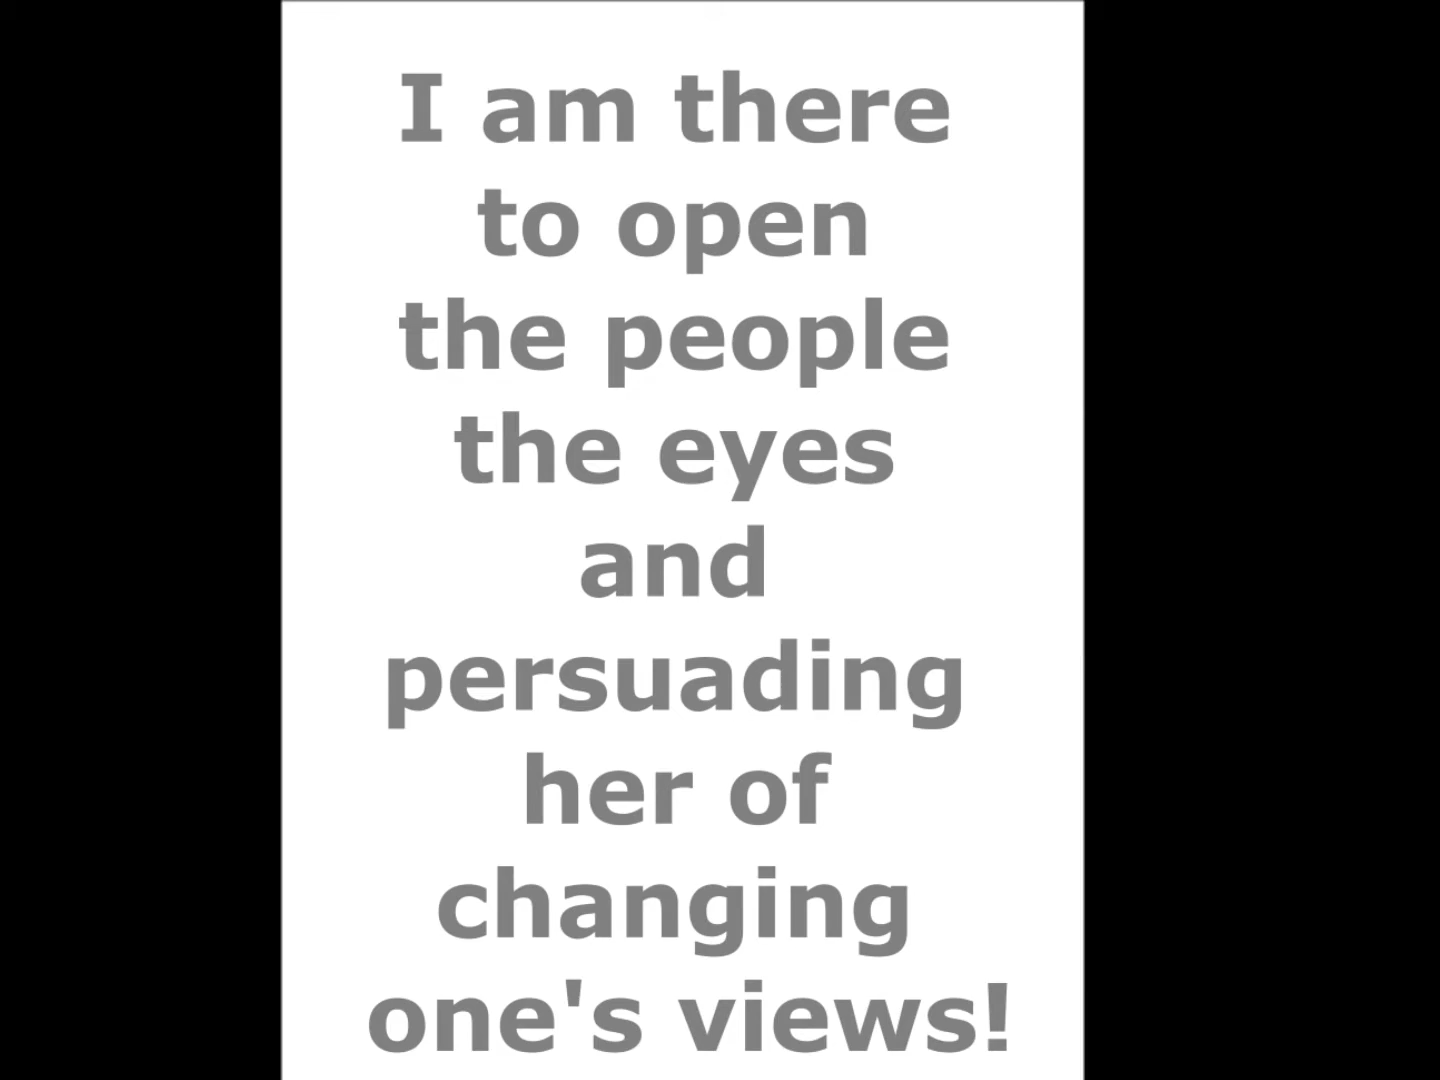 I am there
to open
the people
the eyes
and
persuading
her of
changing
one's views!